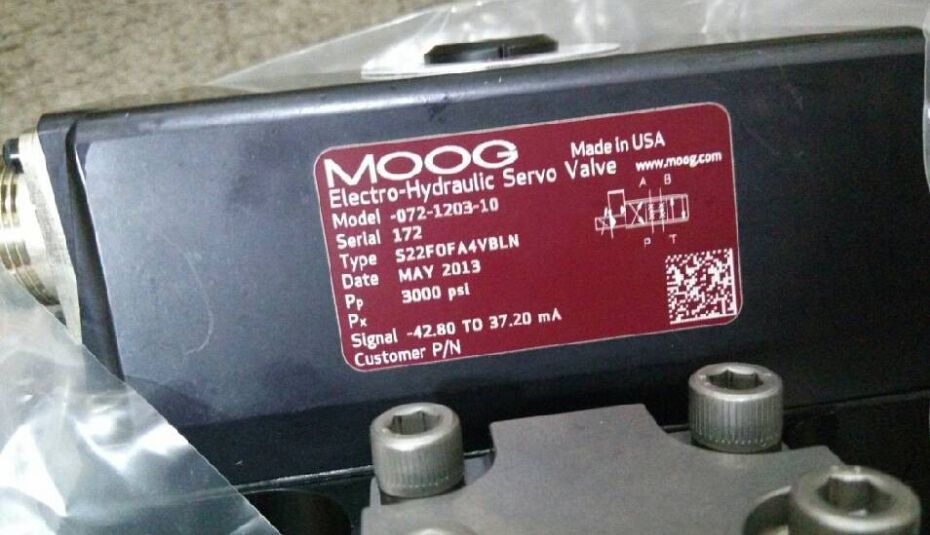 MOOG
Made in USA
Electro-Hydraulic Servo Valve
www.moog.com
Model -072-1203-10
Serial 172
Type S22FOFA4VBLN
Date MAY 2013
Pp 3000 psi
Px
Signal -42.80 TO 37.20 mA
Customer P/N
A B
P T